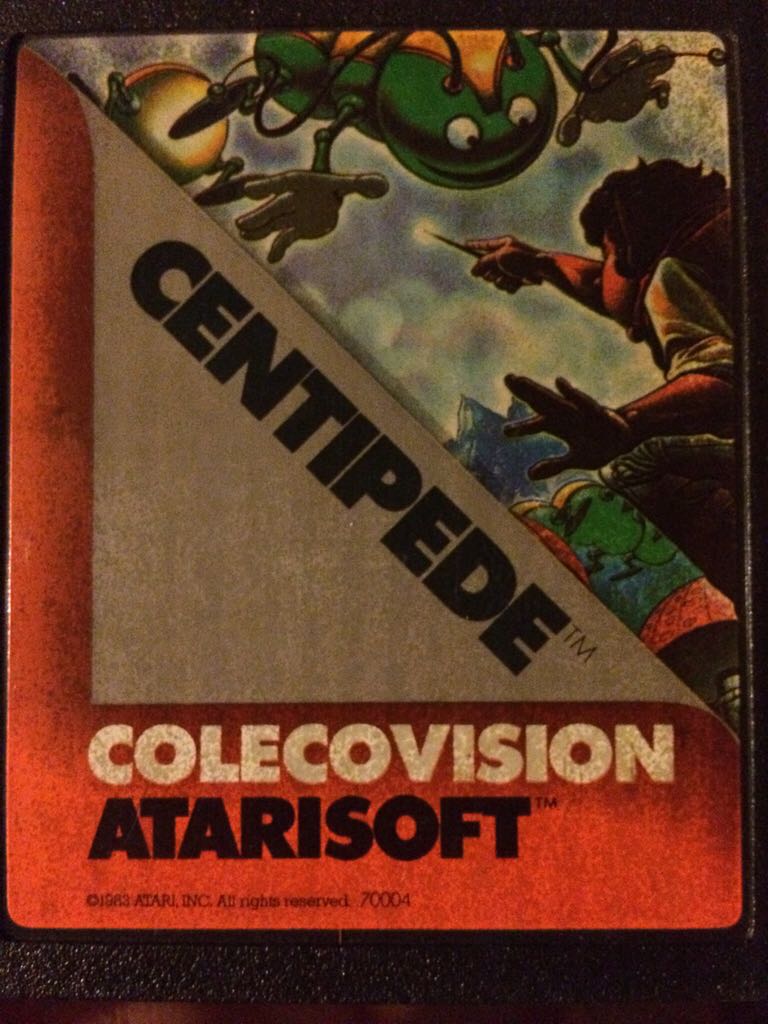 CENTIPEDE™
COLECOVISION
ATARISOFT™
©1983 ATARI, INC. All rights reserved. 70004